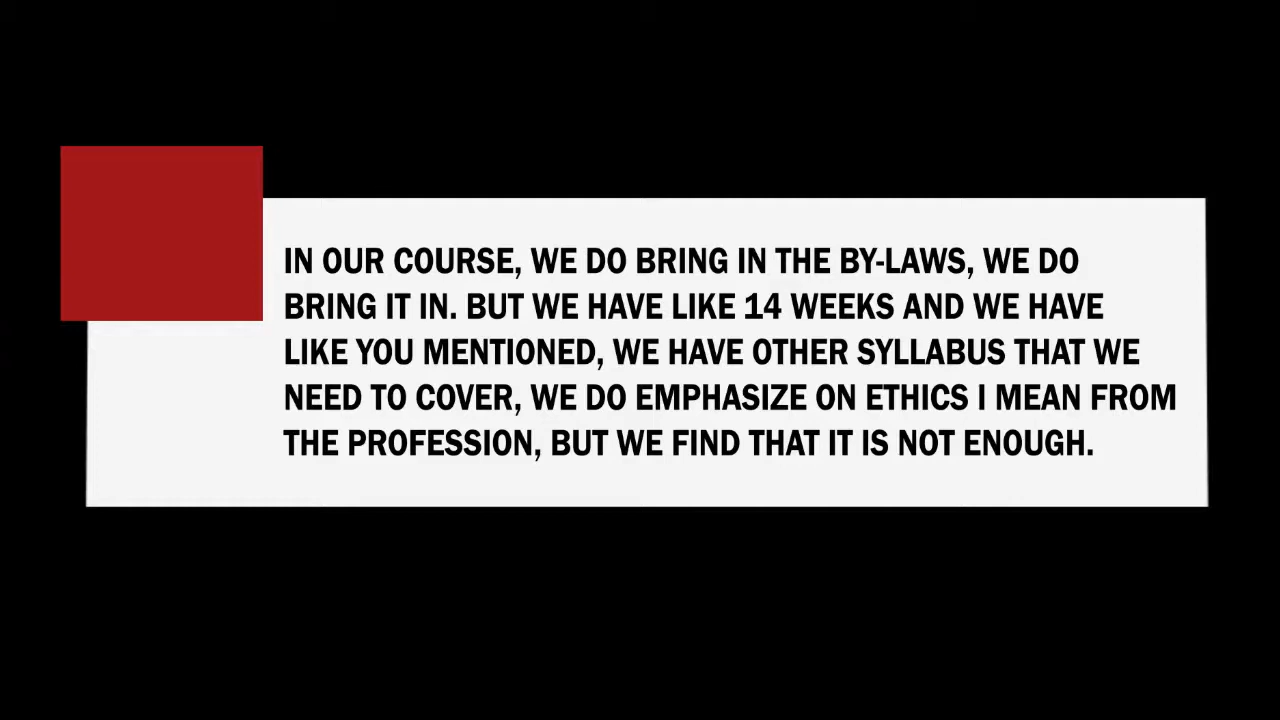 IN OUR COURSE, WE DO BRING IN THE BY-LAWS, WE DO
BRING IT IN. BUT WE HAVE LIKE 14 WEEKS AND WE HAVE
LIKE YOU MENTIONED, WE HAVE OTHER SYLLABUS THAT WE
NEED TO COVER, WE DO EMPHASIZE ON ETHICS I MEAN FROM
THE PROFESSION, BUT WE FIND THAT IT IS NOT ENOUGH.